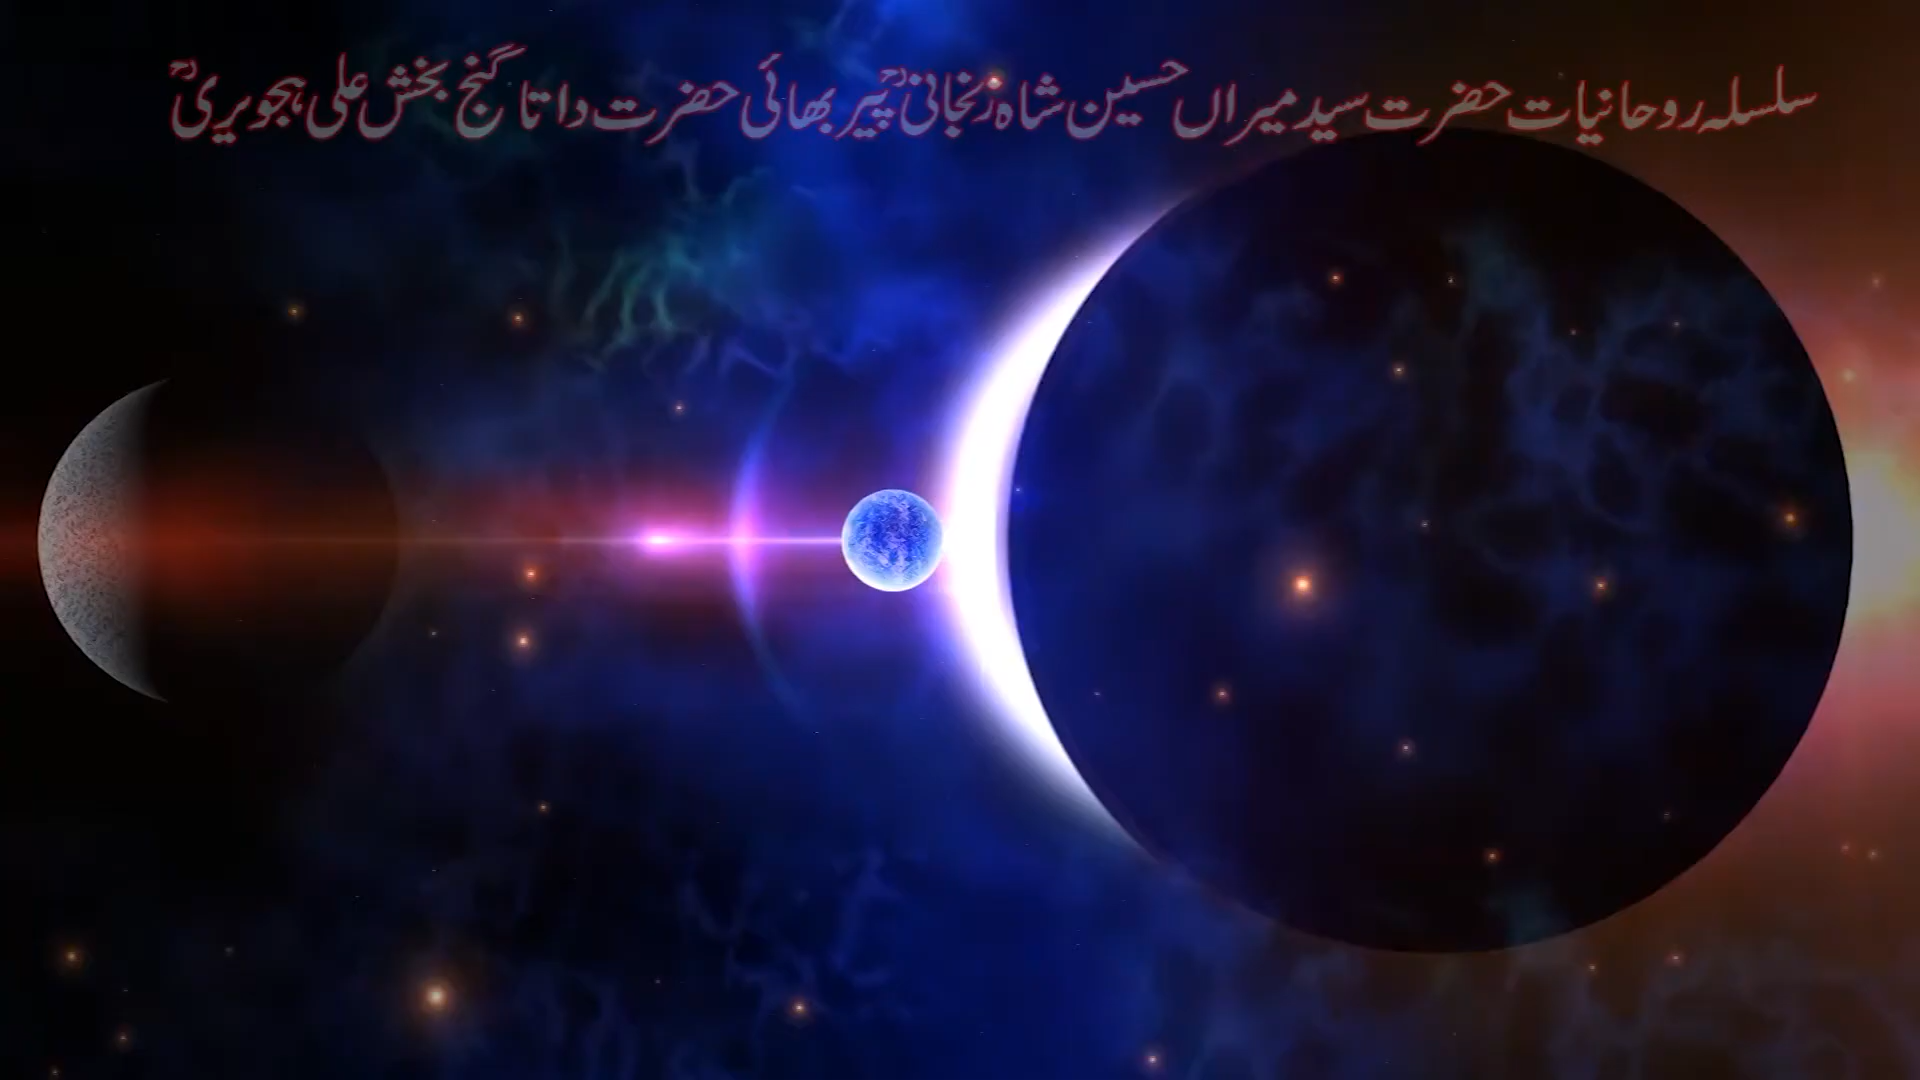 سلسلہ روحانیات حضرت سید میراں حسین شاہ زنجانیؒ پیر بھائی حضرت داتا گنج بخش علی ہجویریؒ